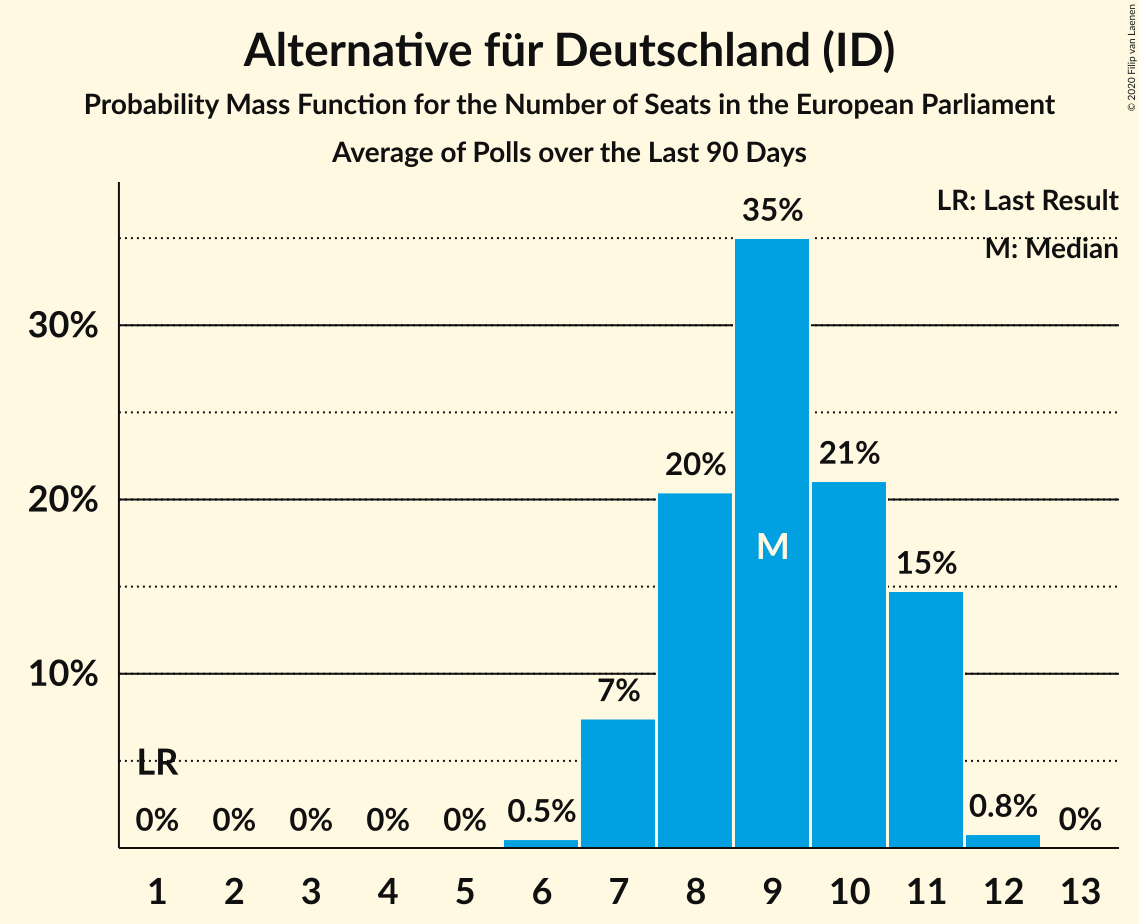 Alternative für Deutschland (ID)
Probability Mass Function for the Number of Seats in the European Parliament
Average of Polls over the Last 90 Days
© 2020 Filip van Laenen
LR: Last Result
M: Median
35%
30%
21%
20%
20%
M
15%
10%
7%
LR
0% 0% 0% 0% 0% 0.5% 0.8% 0%
1 2 3 4 5 6 7 8 9 10 11 12 13